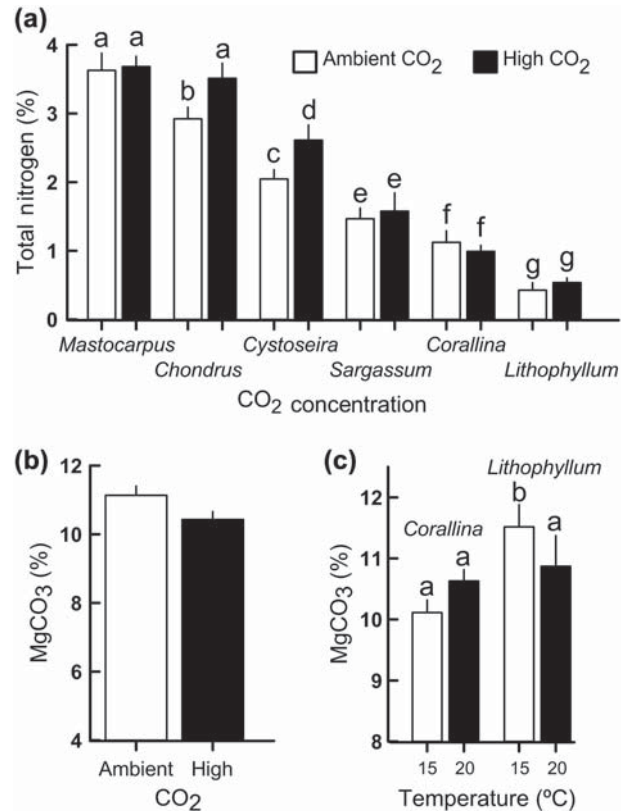 (a)
Total nitrogen (%)
4
3
2
1
0
Ambient CO2
High CO2
a a
b a
c d
e e
f f
g g
Mastocarpus Cystoseira Corallina
Chondrus Sargassum Lithophyllum
CO2 concentration
(b)
MgCO3 (%)
12
10
8
6
4
Ambient High
CO2
(c)
MgCO3 (%)
12
11
10
9
8
Corallina
a a
Lithophyllum
b a
15 20 15 20
Temperature (ºC)